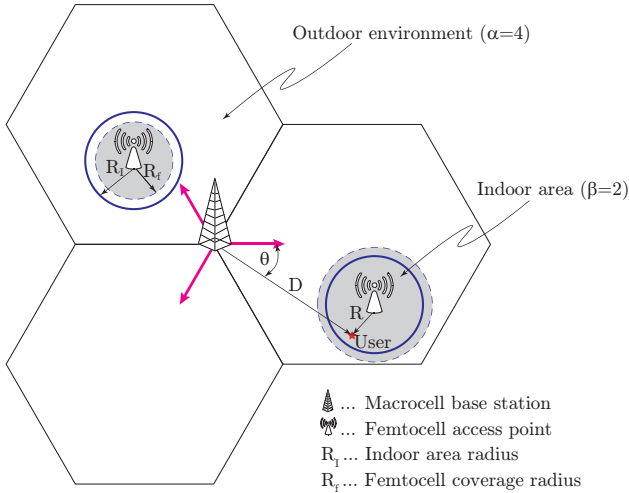 Outdoor environment (α=4)
R_I R_f
Indoor area (β=2)
θ
D
R
User
... Macrocell base station
... Femtocell access point
R_I ... Indoor area radius
R_f ... Femtocell coverage radius